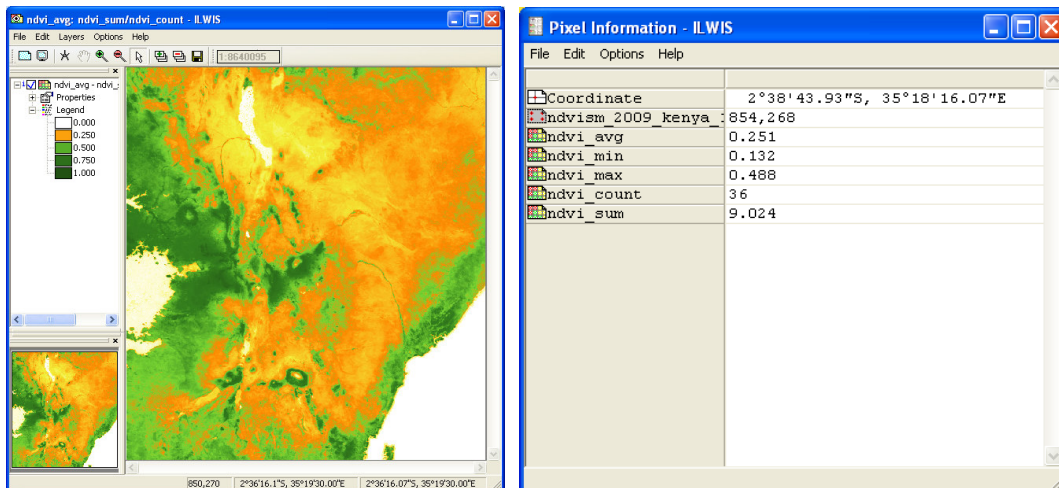 ndvi_avg: ndvi_sum/ndvi_count - ILWIS
File Edit Layers Options Help
1:8640095
ndvi_avg - ndvi_
Properties
Legend
0.000
0.250
0.500
0.750
1.000
850,270 2°36'16.1"S, 35°19'30.00"E 2°36'16.07"S, 35°19'30.00"E
Pixel Information - ILWIS
File Edit Options Help
Coordinate 2°38'43.93"S, 35°18'16.07"E
ndvism_2009_kenya_ 854,268
ndvi_avg 0.251
ndvi_min 0.132
ndvi_max 0.488
ndvi_count 36
ndvi_sum 9.024